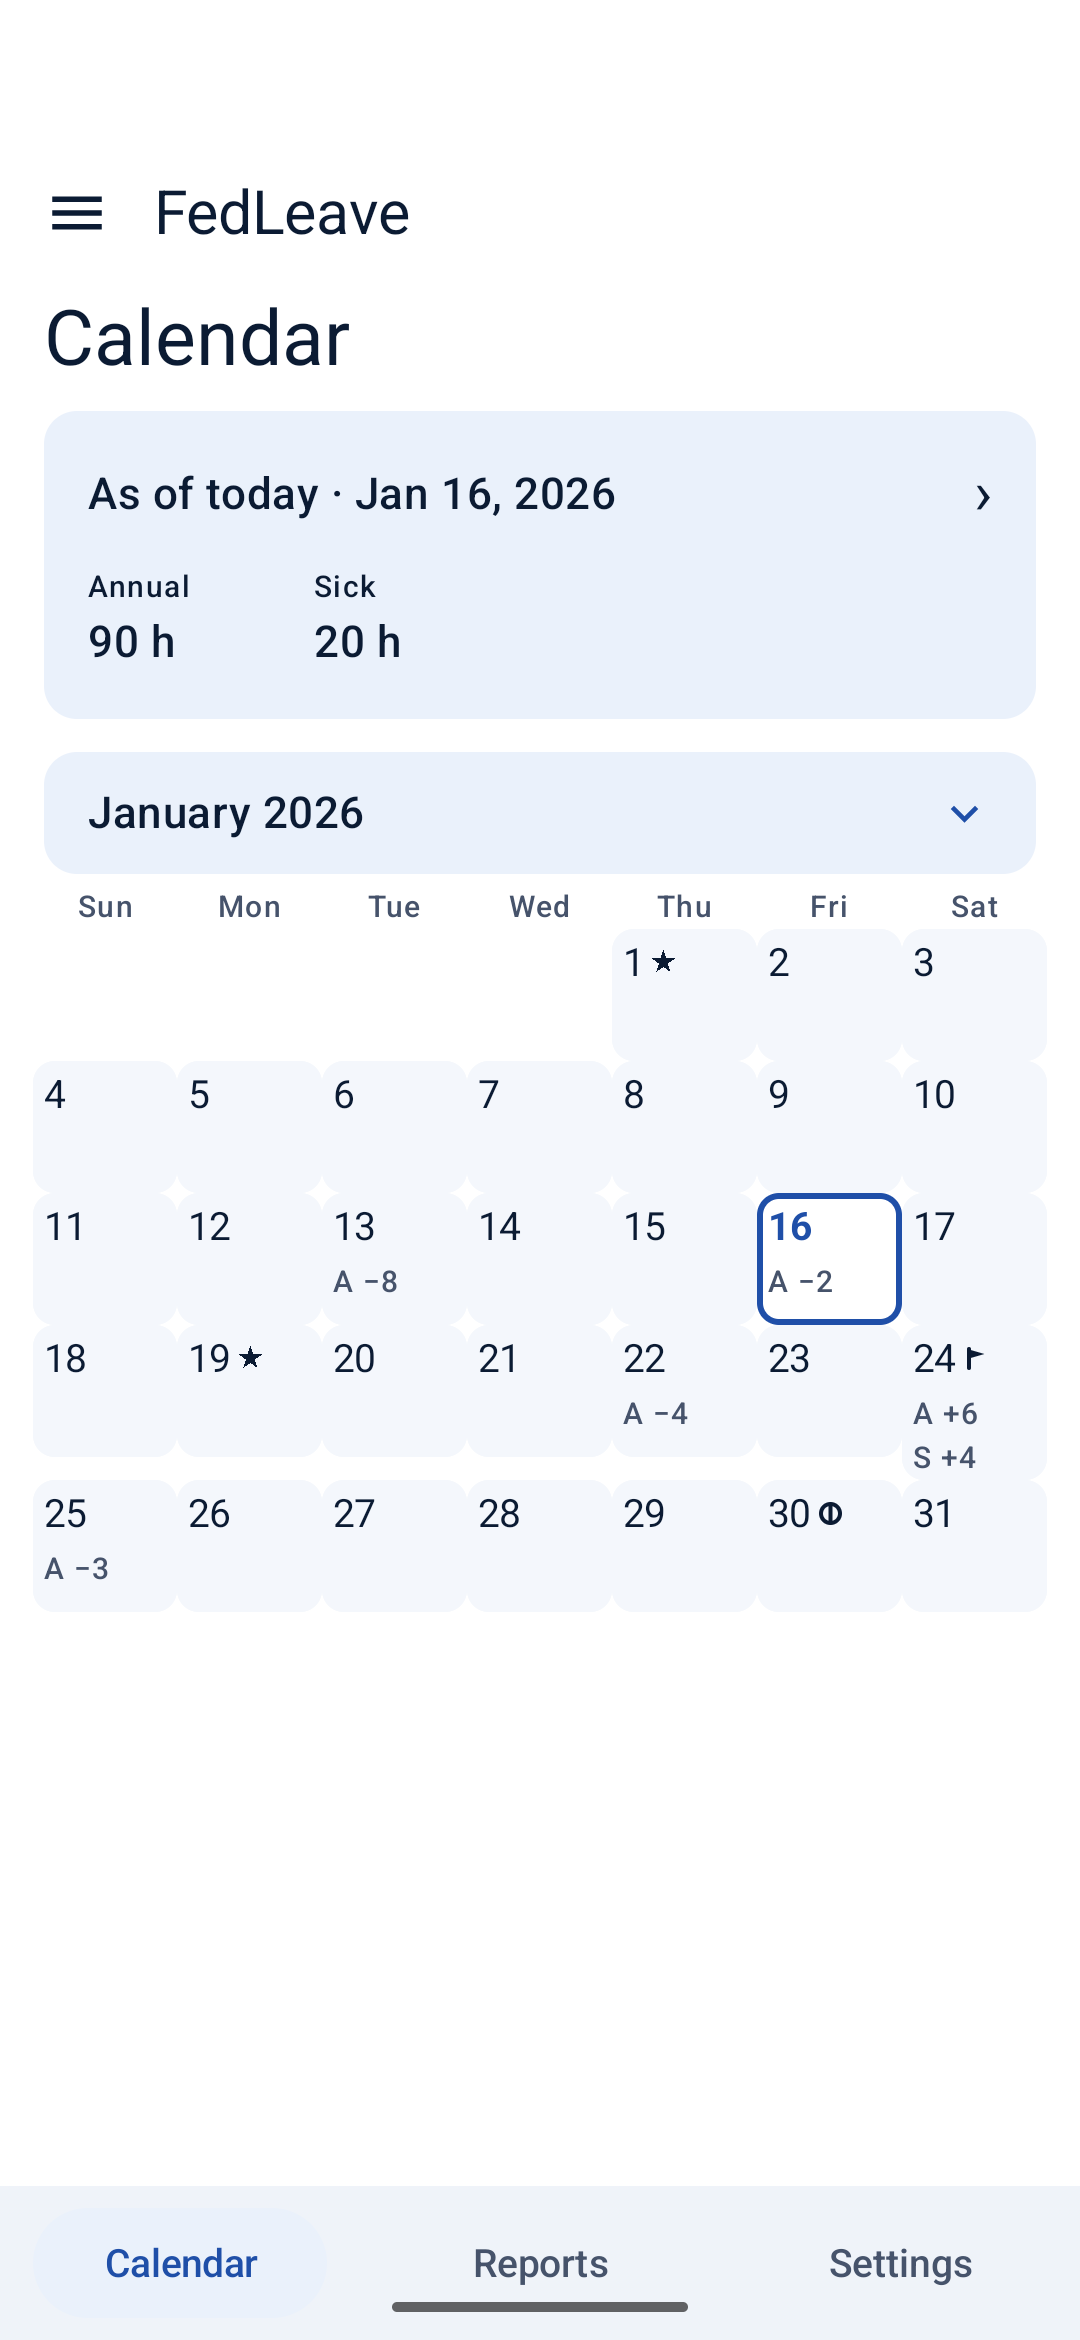 FedLeave
Calendar
As of today · Jan 16, 2026 ›
Annual Sick
90 h 20 h
January 2026
Sun Mon Tue Wed Thu Fri Sat
1 ★ 2 3
4 5 6 7 8 9 10
11 12 13 14 15 16 17
A −8 A −2
18 19 ★ 20 21 22 23 24
A −4 A +6
S +4
25 26 27 28 29 30 31
A −3
Calendar Reports Settings